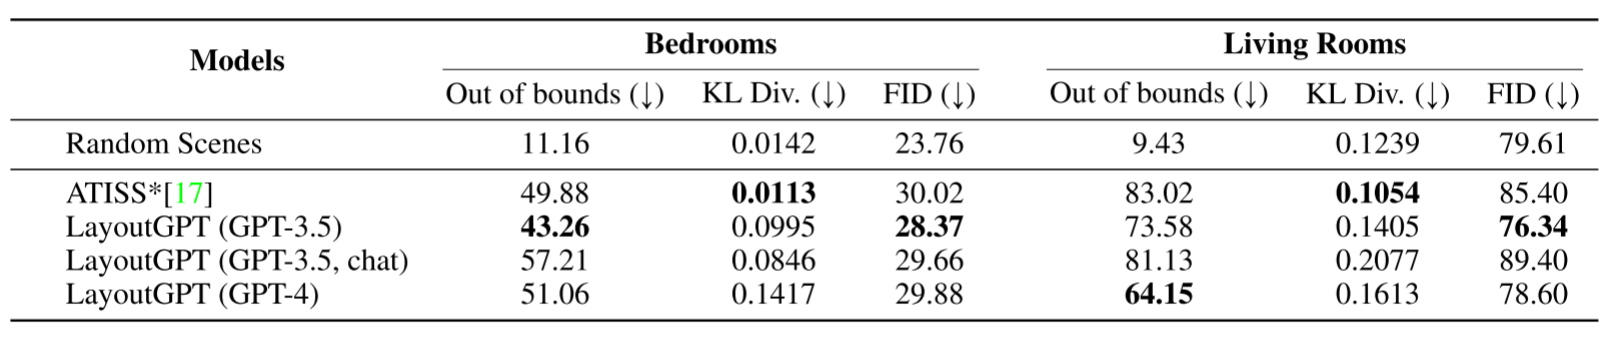 Models Bedrooms Living Rooms
Out of bounds (↓) KL Div. (↓) FID (↓) Out of bounds (↓) KL Div. (↓) FID (↓)
Random Scenes 11.16 0.0142 23.76 9.43 0.1239 79.61
ATISS*[17] 49.88 0.0113 30.02 83.02 0.1054 85.40
LayoutGPT (GPT-3.5) 43.26 0.0995 28.37 73.58 0.1405 76.34
LayoutGPT (GPT-3.5, chat) 57.21 0.0846 29.66 81.13 0.2077 89.40
LayoutGPT (GPT-4) 51.06 0.1417 29.88 64.15 0.1613 78.60